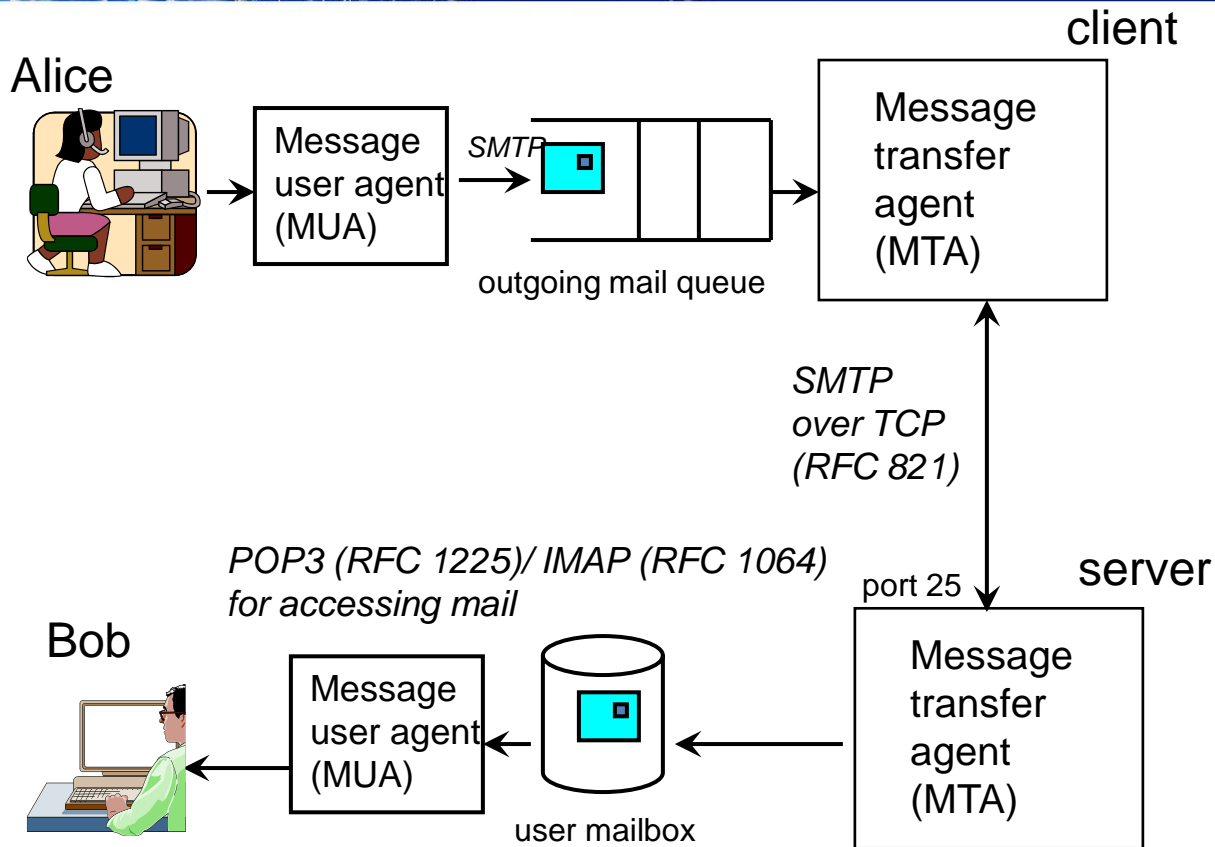 client
Alice
Message
transfer
agent
(MTA)
Message
user agent
(MUA)
SMTP
outgoing mail queue
SMTP
over TCP
(RFC 821)
POP3 (RFC 1225)/ IMAP (RFC 1064)
for accessing mail
port 25
server
Bob
Message
user agent
(MUA)
user mailbox
Message
transfer
agent
(MTA)